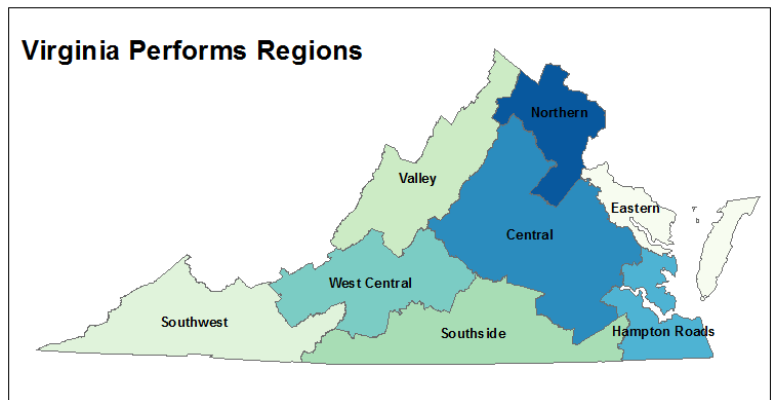 Virginia Performs Regions
Northern
Valley
Eastern
Central
West Central
Southwest
Southside
Hampton Roads